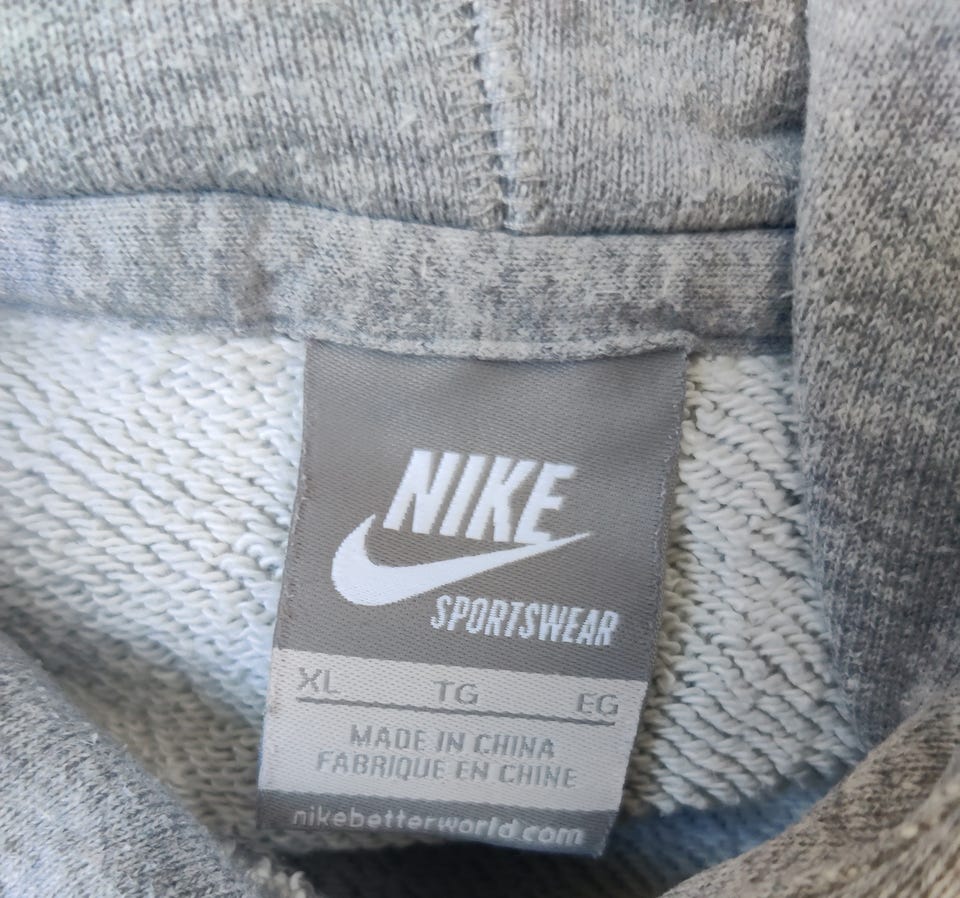 NIKE
SPORTSWEAR
XL TG EG
MADE IN CHINA
FABRIQUE EN CHINE
nikebetterworld.com